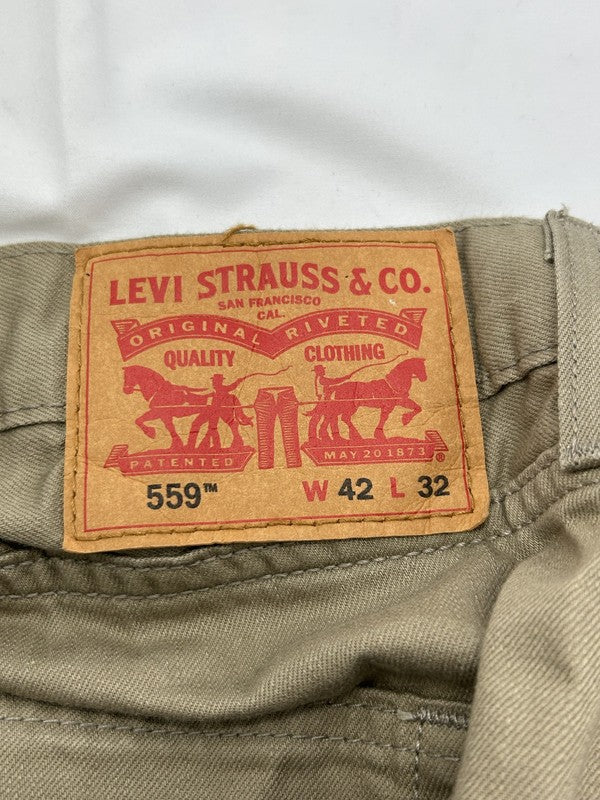 LEVI STRAUSS & CO.
SAN FRANCISCO
CAL.
ORIGINAL RIVETED
QUALITY CLOTHING
PATENTED MAY 20 1873 ®
559™ W 42 L 32